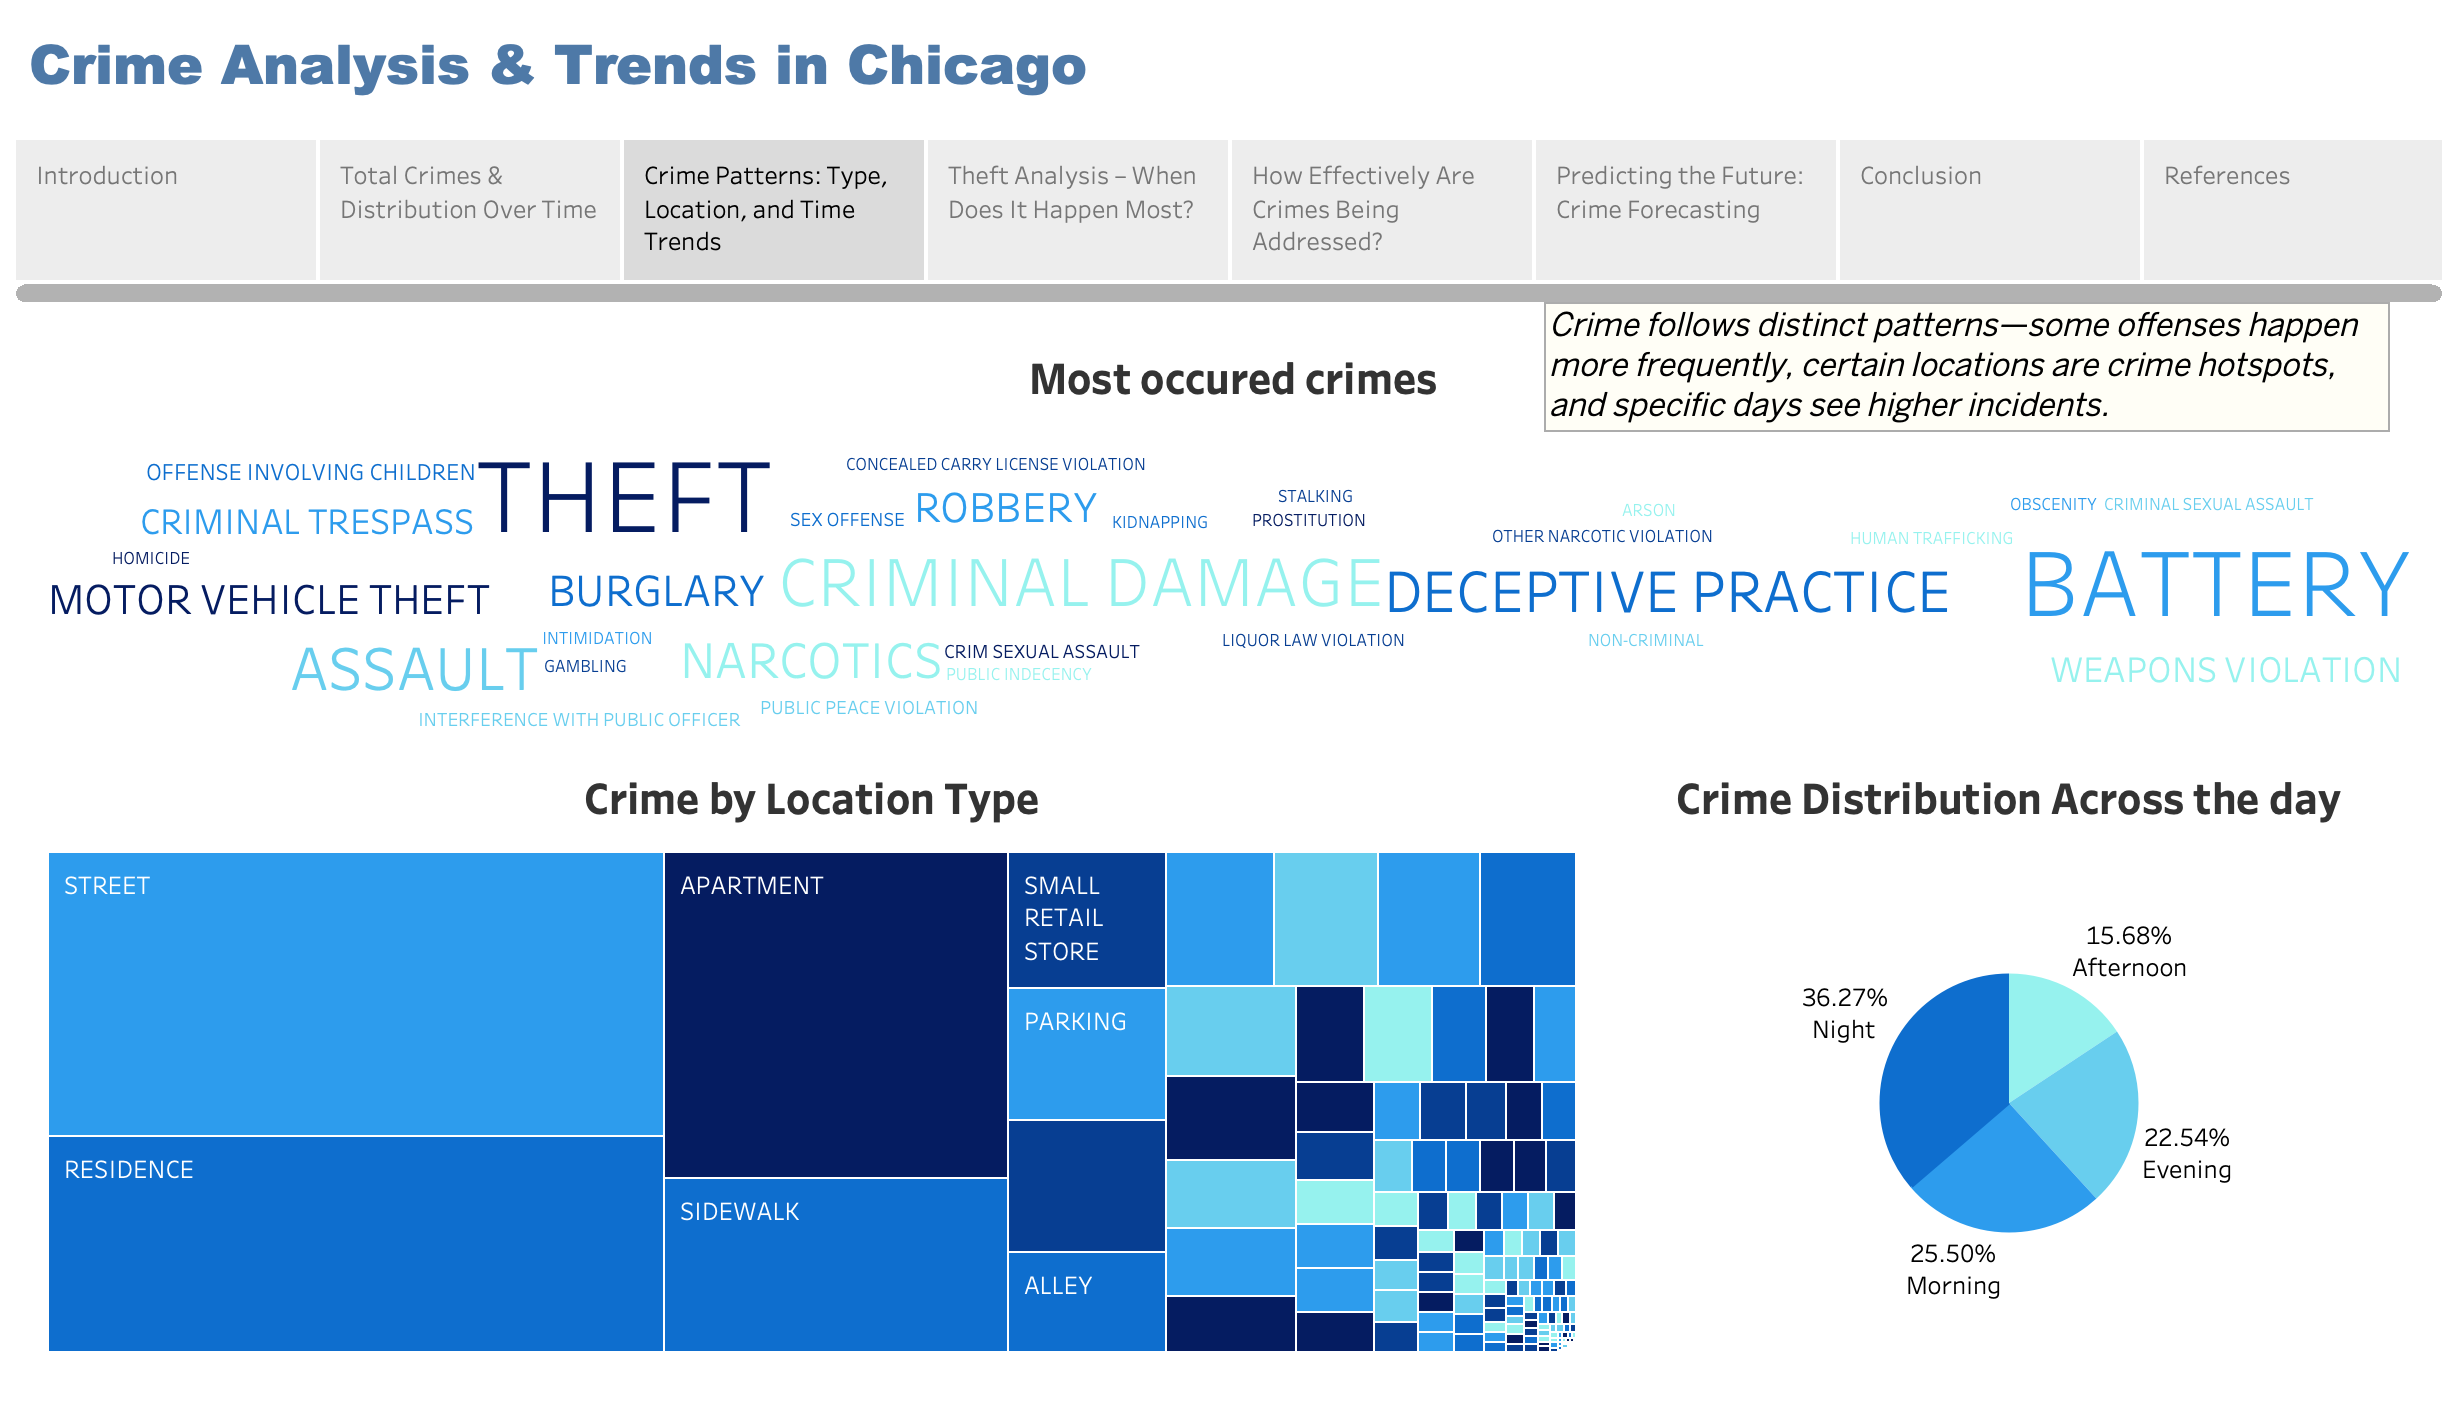 Crime Analysis & Trends in Chicago
Introduction
Total Crimes &
Distribution Over Time
Crime Patterns: Type,
Location, and Time
Trends
Theft Analysis – When
Does It Happen Most?
How Effectively Are
Crimes Being
Addressed?
Predicting the Future:
Crime Forecasting
Conclusion
References
Crime follows distinct patterns—some offenses happen
more frequently, certain locations are crime hotspots,
and specific days see higher incidents.
Most occured crimes
OFFENSE INVOLVING CHILDREN
THEFT
CONCEALED CARRY LICENSE VIOLATION
CRIMINAL TRESPASS
SEX OFFENSE
ROBBERY
KIDNAPPING
STALKING
PROSTITUTION
ARSON
OTHER NARCOTIC VIOLATION
HUMAN TRAFFICKING
OBSCENITY
CRIMINAL SEXUAL ASSAULT
HOMICIDE
MOTOR VEHICLE THEFT
BURGLARY
CRIMINAL DAMAGE
DECEPTIVE PRACTICE
BATTERY
ASSAULT
INTIMIDATION
GAMBLING
NARCOTICS
CRIM SEXUAL ASSAULT
PUBLIC INDECENCY
LIQUOR LAW VIOLATION
NON-CRIMINAL
WEAPONS VIOLATION
INTERFERENCE WITH PUBLIC OFFICER
PUBLIC PEACE VIOLATION
Crime by Location Type
STREET
RESIDENCE
APARTMENT
SIDEWALK
SMALL
RETAIL
STORE
PARKING
ALLEY
Crime Distribution Across the day
15.68%
Afternoon
36.27%
Night
22.54%
Evening
25.50%
Morning